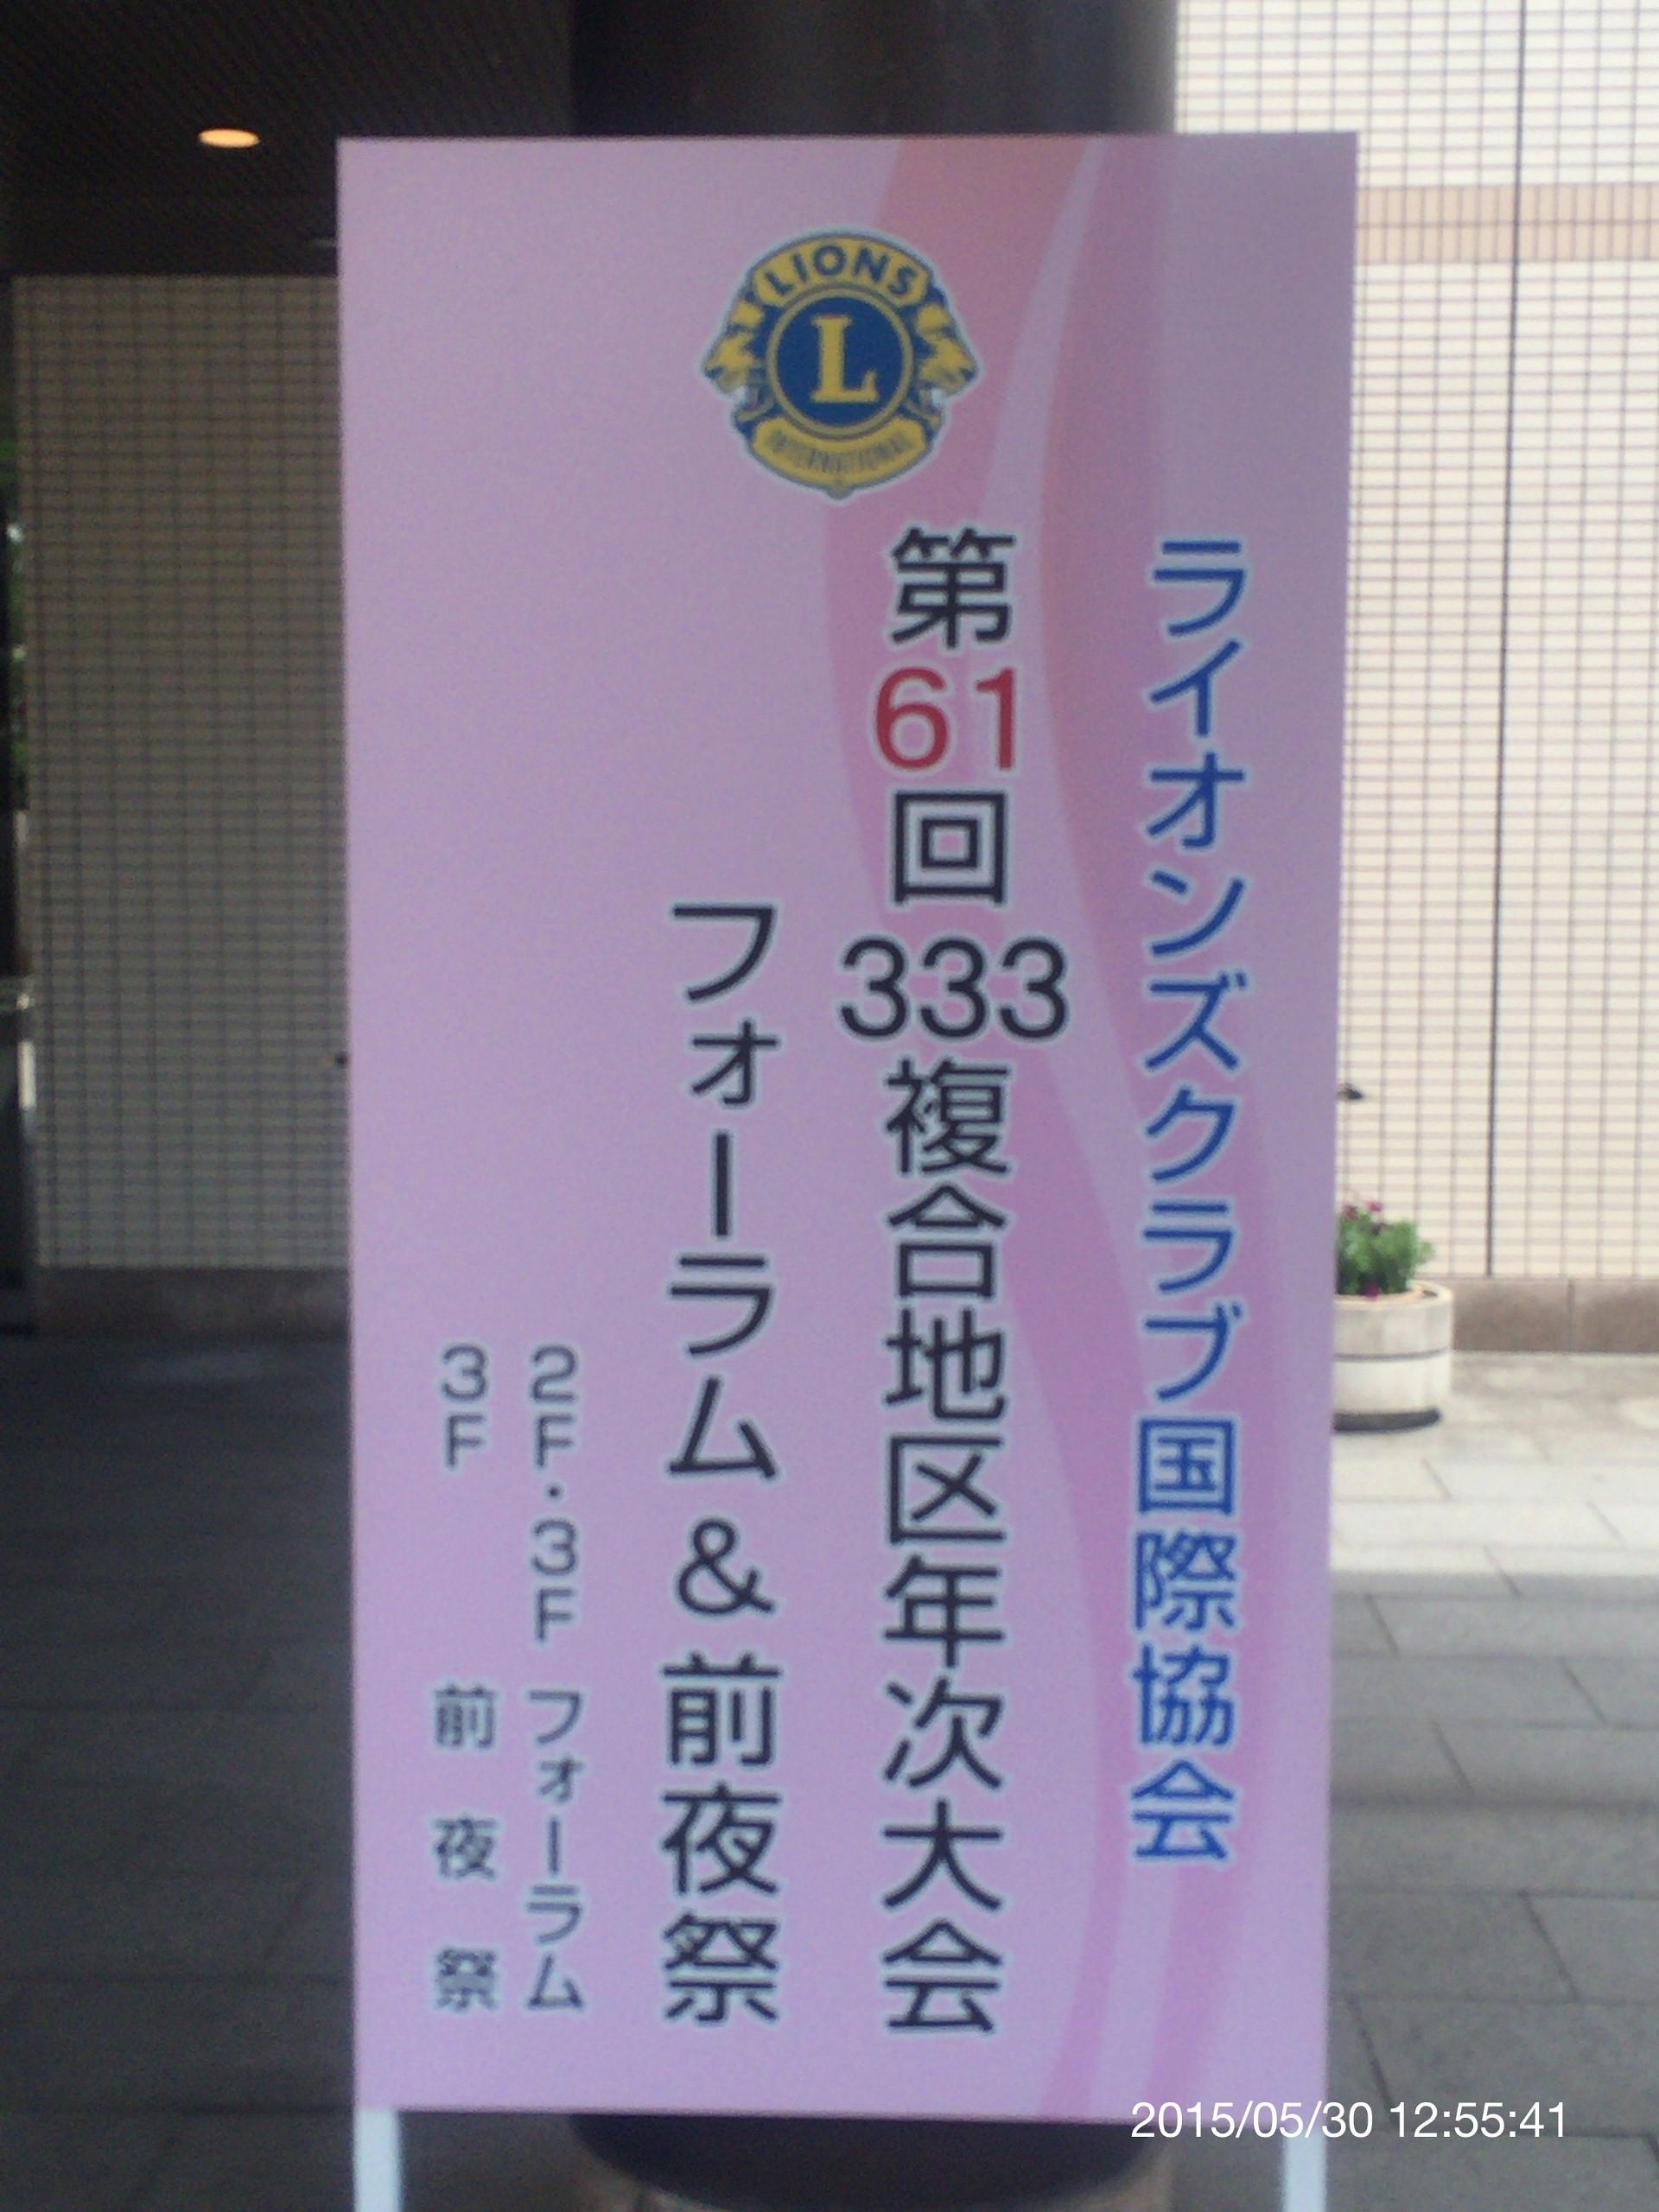 LIONS
L
INTERNATIONAL
ライオンズクラブ国際協会
第61回333複合地区年次大会
フォーラム&前夜祭
2F・3F フォーラム
3F 前夜祭
2015/05/30 12:55:41